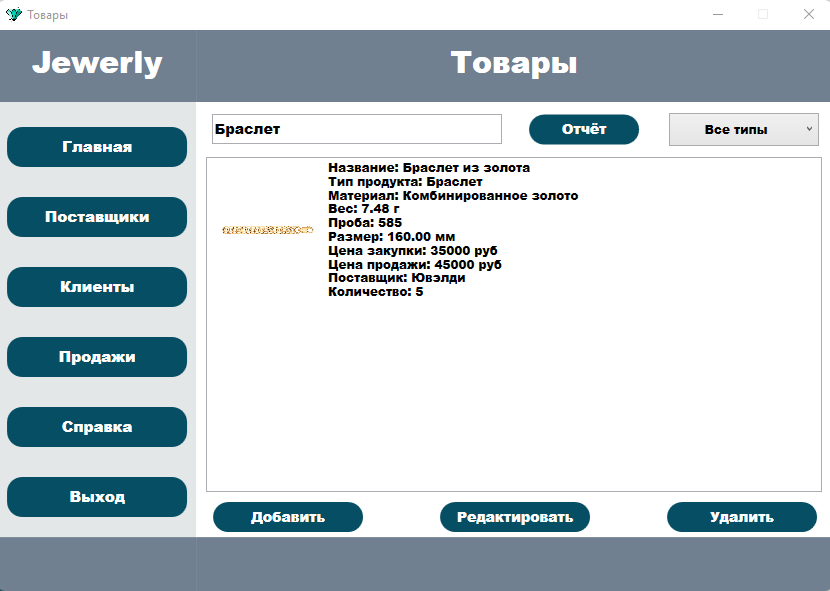 Товары
Jewerly
Товары
Браслет
Отчёт
Все типы
Главная
Поставщики
Клиенты
Продажи
Справка
Выход
Название: Браслет из золота
Тип продукта: Браслет
Материал: Комбинированное золото
Вес: 7.48 г
Проба: 585
Размер: 160.00 мм
Цена закупки: 35000 руб
Цена продажи: 45000 руб
Поставщик: Ювэлди
Количество: 5
Добавить
Редактировать
Удалить